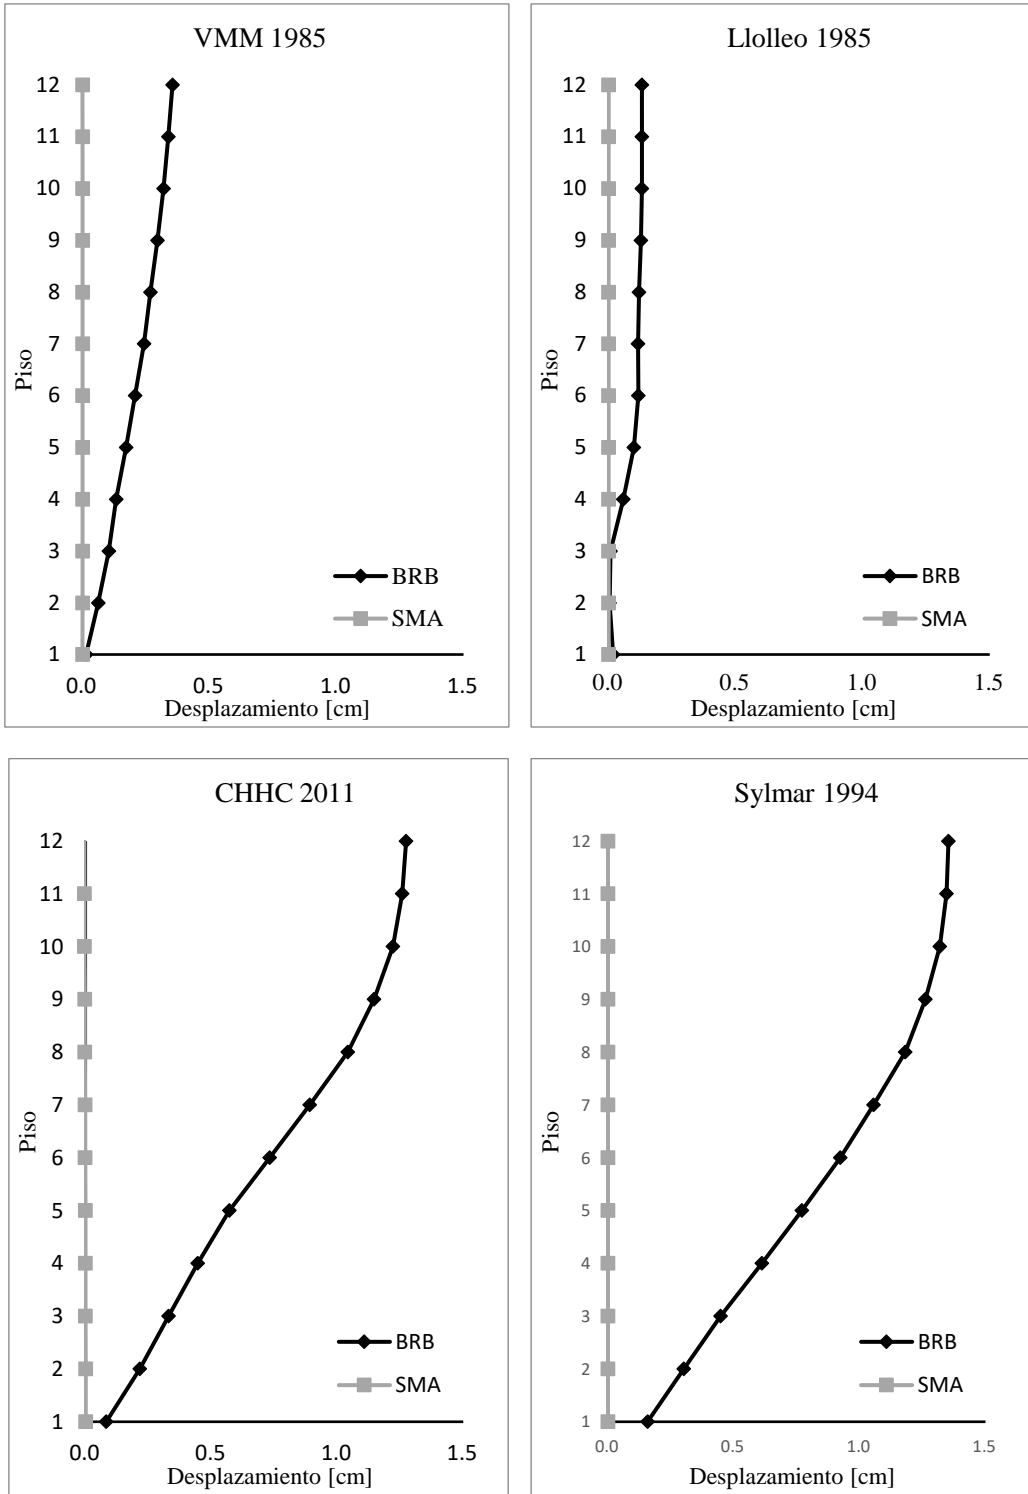 VMM 1985
12
11
10
9
8
7
6
5
4
3
2
1
Piso
BRB
SMA
0.0 0.5 1.0 1.5
Desplazamiento [cm]
Llolleo 1985
12
11
10
9
8
7
6
5
4
3
2
1
Piso
BRB
SMA
0.0 0.5 1.0 1.5
Desplazamiento [cm]
CHHC 2011
12
11
10
9
8
7
6
5
4
3
2
1
Piso
BRB
SMA
0.0 0.5 1.0 1.5
Desplazamiento [cm]
Sylmar 1994
12
11
10
9
8
7
6
5
4
3
2
1
Piso
BRB
SMA
0.0 0.5 1.0 1.5
Desplazamiento [cm]